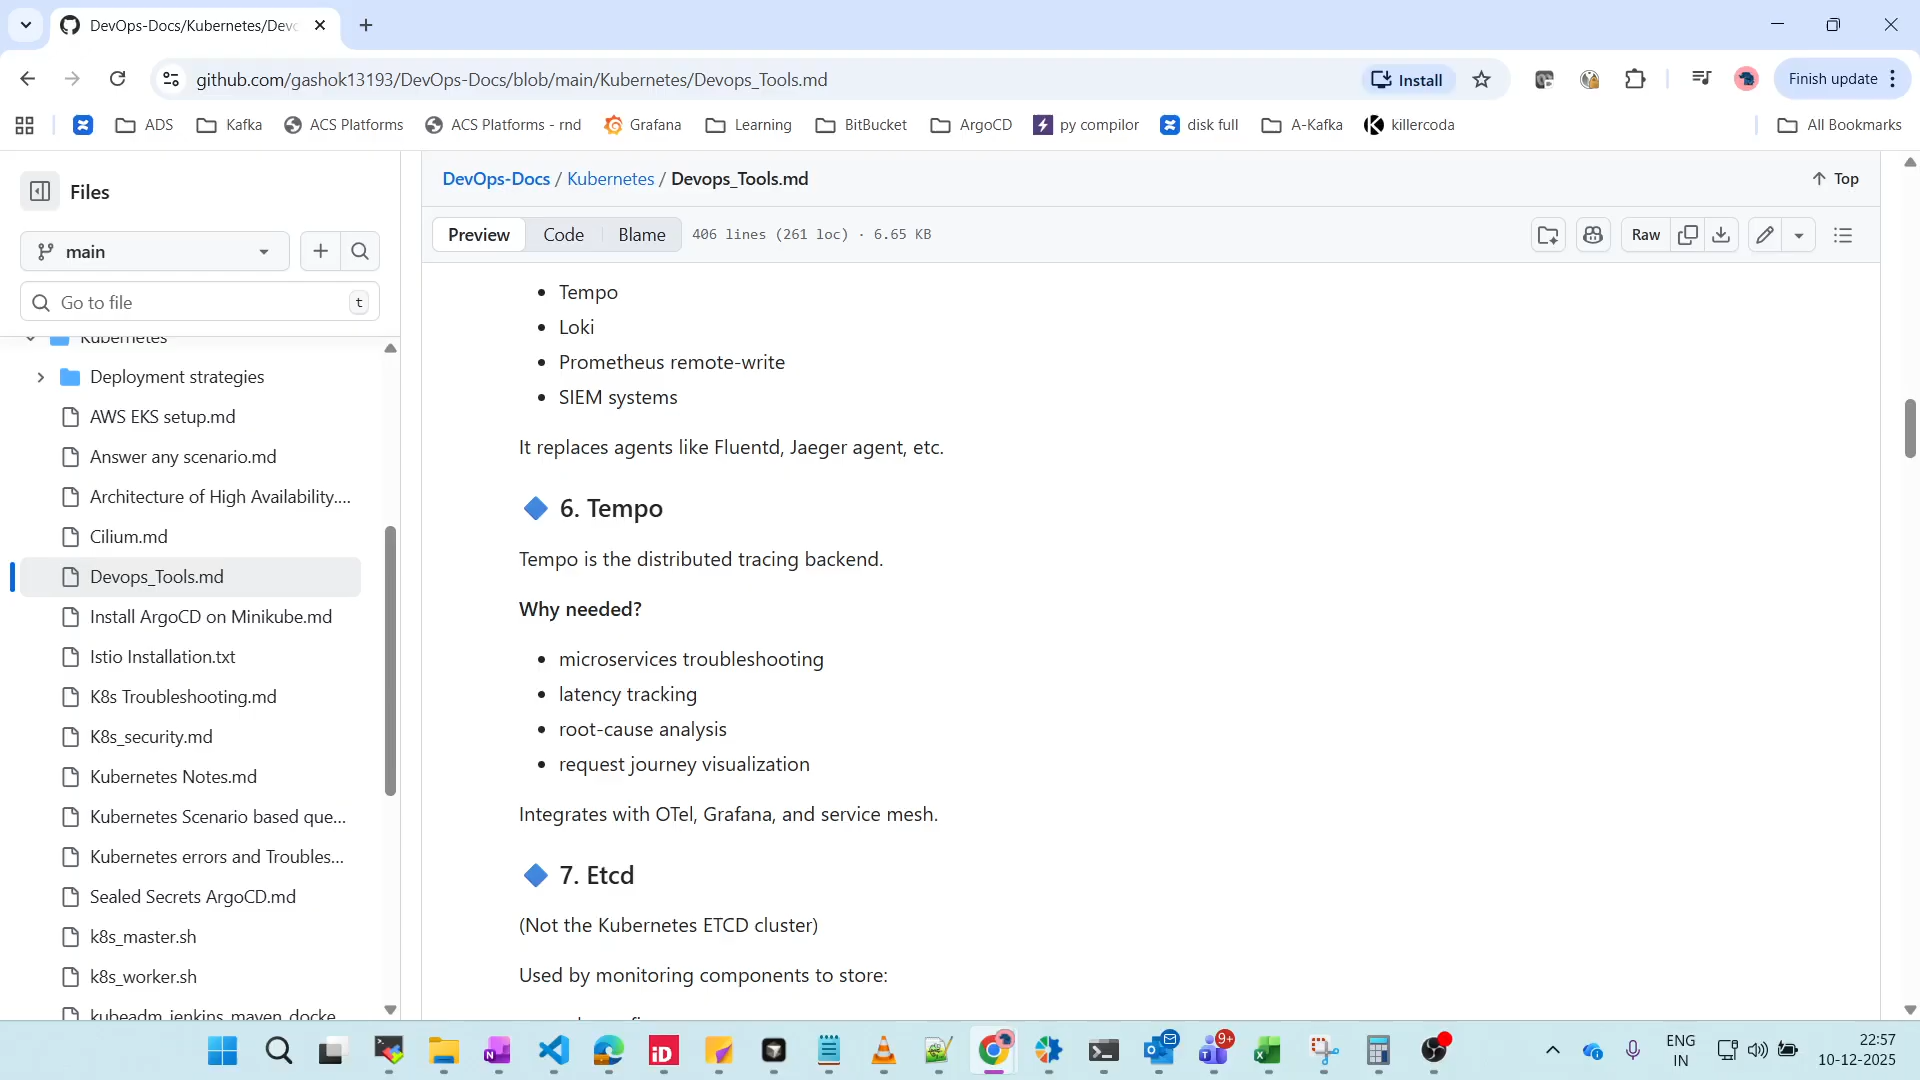 DevOps-Docs/Kubernetes/Devo
github.com/gashok13193/DevOps-Docs/blob/main/Kubernetes/Devops_Tools.md
Install
Finish update
ADS
Kafka
ACS Platforms
ACS Platforms - rnd
Grafana
Learning
BitBucket
ArgoCD
py compilor
disk full
A-Kafka
killercoda
All Bookmarks
Files
main
Go to file
t
Kubernetes
Deployment strategies
AWS EKS setup.md
Answer any scenario.md
Architecture of High Availability....
Cilium.md
Devops_Tools.md
Install ArgoCD on Minikube.md
Istio Installation.txt
K8s Troubleshooting.md
K8s_security.md
Kubernetes Notes.md
Kubernetes Scenario based que...
Kubernetes errors and Troubles...
Sealed Secrets ArgoCD.md
k8s_master.sh
k8s_worker.sh
kubeadm_jenkins_maven_docke
DevOps-Docs / Kubernetes / Devops_Tools.md
Top
Preview
Code
Blame
406 lines (261 loc) · 6.65 KB
Raw
• Tempo
• Loki
• Prometheus remote-write
• SIEM systems
It replaces agents like Fluentd, Jaeger agent, etc.
6. Tempo
Tempo is the distributed tracing backend.
Why needed?
• microservices troubleshooting
• latency tracking
• root-cause analysis
• request journey visualization
Integrates with OTel, Grafana, and service mesh.
7. Etcd
(Not the Kubernetes ETCD cluster)
Used by monitoring components to store:
iD
9+
ENG
IN
22:57
10-12-2025